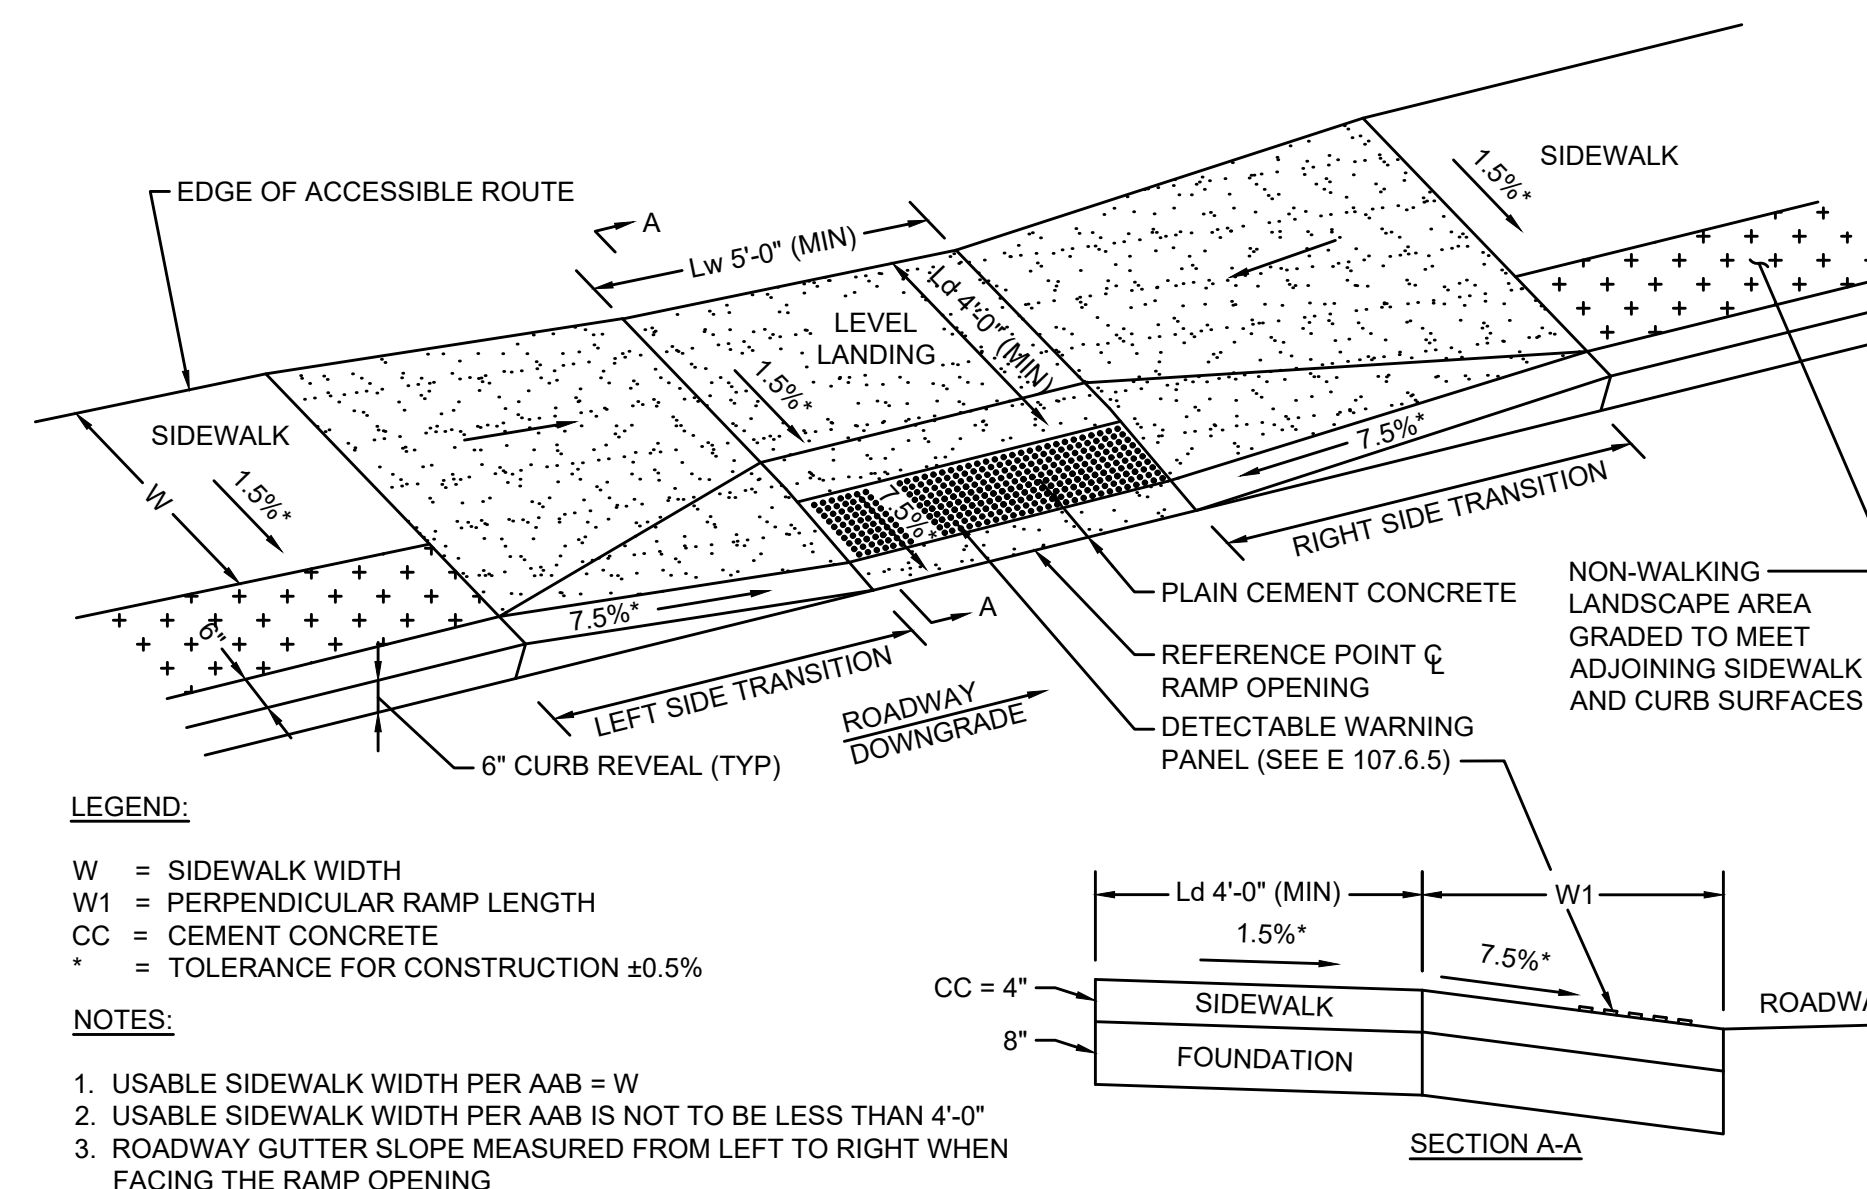 EDGE OF ACCESSIBLE ROUTE
A
Lw 5'-0" (MIN)
Ld 4'-0" (MIN)
LEVEL
LANDING
1.5%*
SIDEWALK
1.5%*
SIDEWALK
W
1.5%*
7.5%*
7.5%*
RIGHT SIDE TRANSITION
6"
7.5%*
A
LEFT SIDE TRANSITION
ROADWAY
DOWNGRADE
6" CURB REVEAL (TYP)
PLAIN CEMENT CONCRETE
REFERENCE POINT ℄
RAMP OPENING
DETECTABLE WARNING
PANEL (SEE E 107.6.5)
NON-WALKING
LANDSCAPE AREA
GRADED TO MEET
ADJOINING SIDEWALK
AND CURB SURFACES
LEGEND:
W = SIDEWALK WIDTH
W1 = PERPENDICULAR RAMP LENGTH
CC = CEMENT CONCRETE
* = TOLERANCE FOR CONSTRUCTION ±0.5%
NOTES:
1. USABLE SIDEWALK WIDTH PER AAB = W
2. USABLE SIDEWALK WIDTH PER AAB IS NOT TO BE LESS THAN 4'-0"
3. ROADWAY GUTTER SLOPE MEASURED FROM LEFT TO RIGHT WHEN
FACING THE RAMP OPENING
Ld 4'-0" (MIN)
W1
1.5%*
7.5%*
CC = 4"
SIDEWALK
8"
FOUNDATION
SECTION A-A